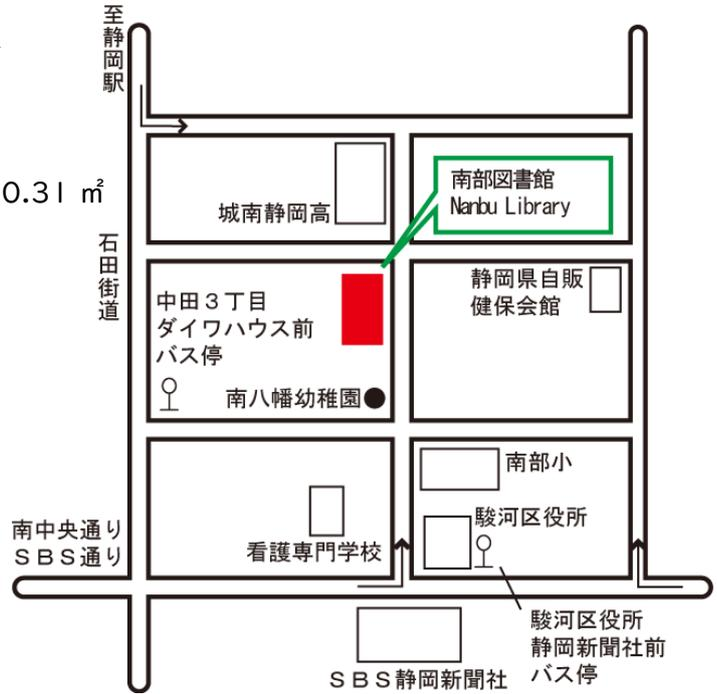 至静岡駅
0.31 ㎡
南部図書館
Nanbu Library
城南静岡高
石田街道
静岡県自販
健保会館
中田３丁目
ダイワハウス前
バス停
南八幡幼稚園
南部小
駿河区役所
南中央通り
ＳＢＳ通り
看護専門学校
駿河区役所
静岡新聞社前
バス停
ＳＢＳ静岡新聞社